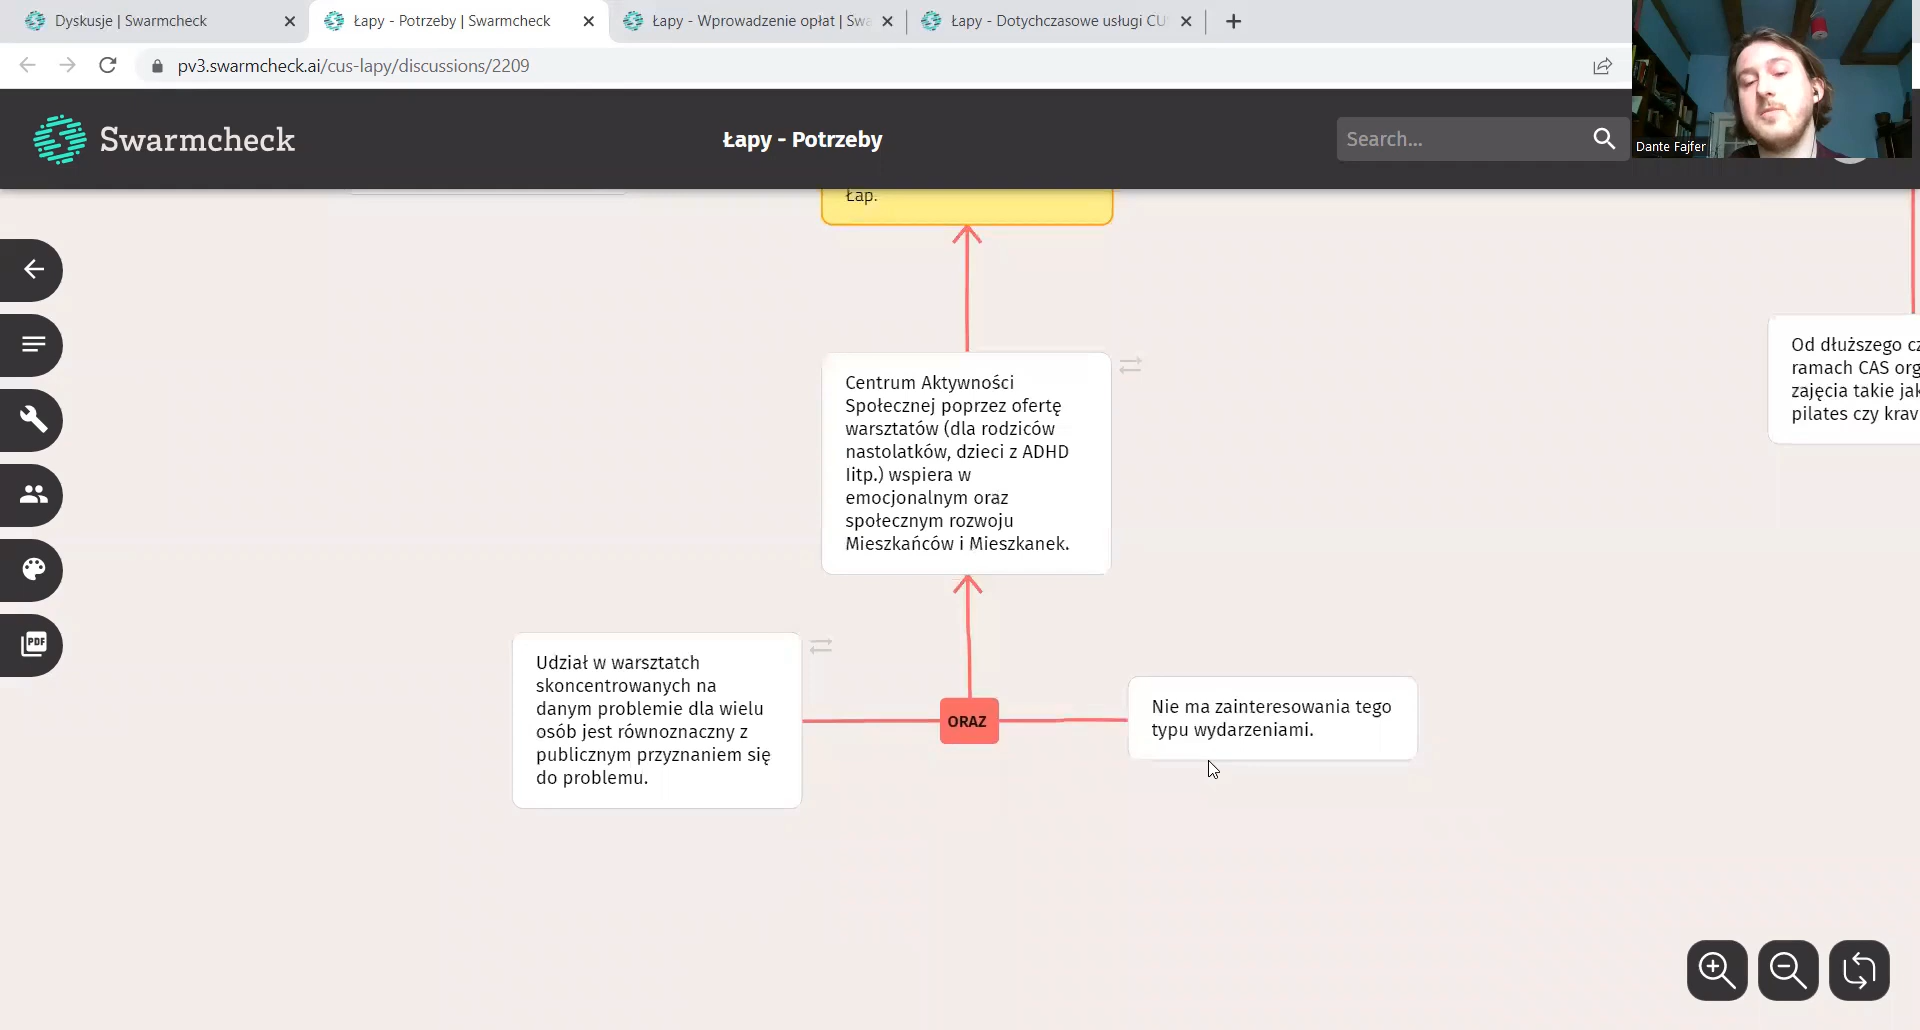 Dyskusje | Swarmcheck
Łapy - Potrzeby | Swarmcheck
Łapy - Wprowadzenie opłat | Swa
Łapy - Dotychczasowe usługi CU
pv3.swarmcheck.ai/cus-lapy/discussions/2209
Swarmcheck
Łapy - Potrzeby
Search...
Dante Fajfer
Łap.
Centrum Aktywności
Społecznej poprzez ofertę
warsztatów (dla rodziców
nastolatków, dzieci z ADHD
Iitp.) wspiera w
emocjonalnym oraz
społecznym rozwoju
Mieszkańców i Mieszkanek.
Od dłuższego cz
ramach CAS org
zajęcia takie jak
pilates czy krav
Udział w warsztatch
skoncentrowanych na
danym problemie dla wielu
osób jest równoznaczny z
publicznym przyznaniem się
do problemu.
ORAZ
Nie ma zainteresowania tego
typu wydarzeniami.
PDF